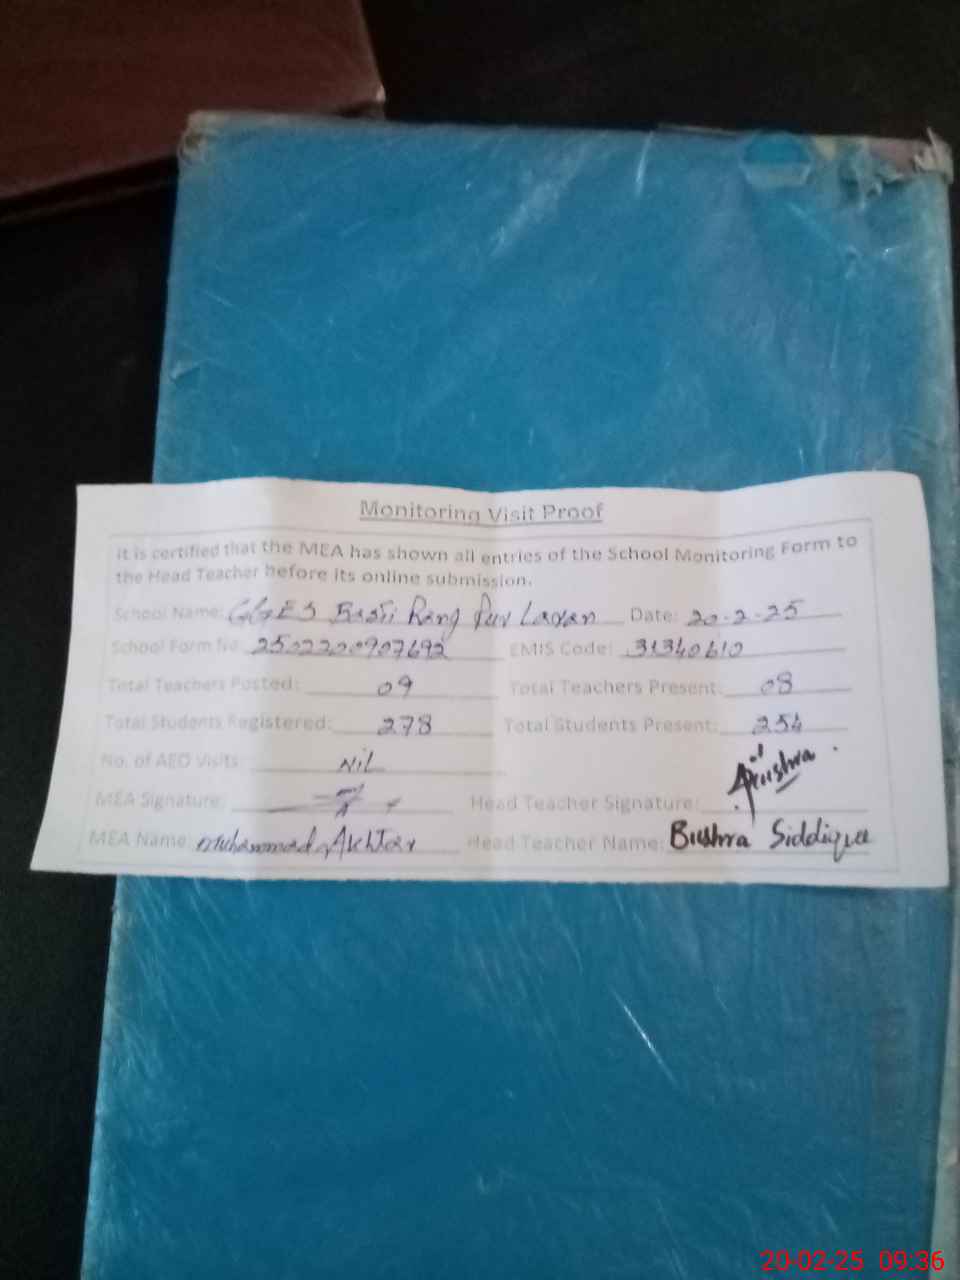 Monitoring Visit Proof
It is certified that the MEA has shown all entries of the School Monitoring Form to
the Head Teacher before its online submission.
School Name: GGES Basti Rang Pur Laran Date: 20-2-25
School Form No: 2502200907692 EMIS Code: 31340610
Total Teachers Posted: 09 Total Teachers Present: 08
Total Students Registered: 278 Total Students Present: 254
No. of AEO Visits: Nil
MEA Signature: Head Teacher Signature:
MEA Name: Muhammad Akhtar Head Teacher Name: Bushra Siddique
20-02-25 09:36